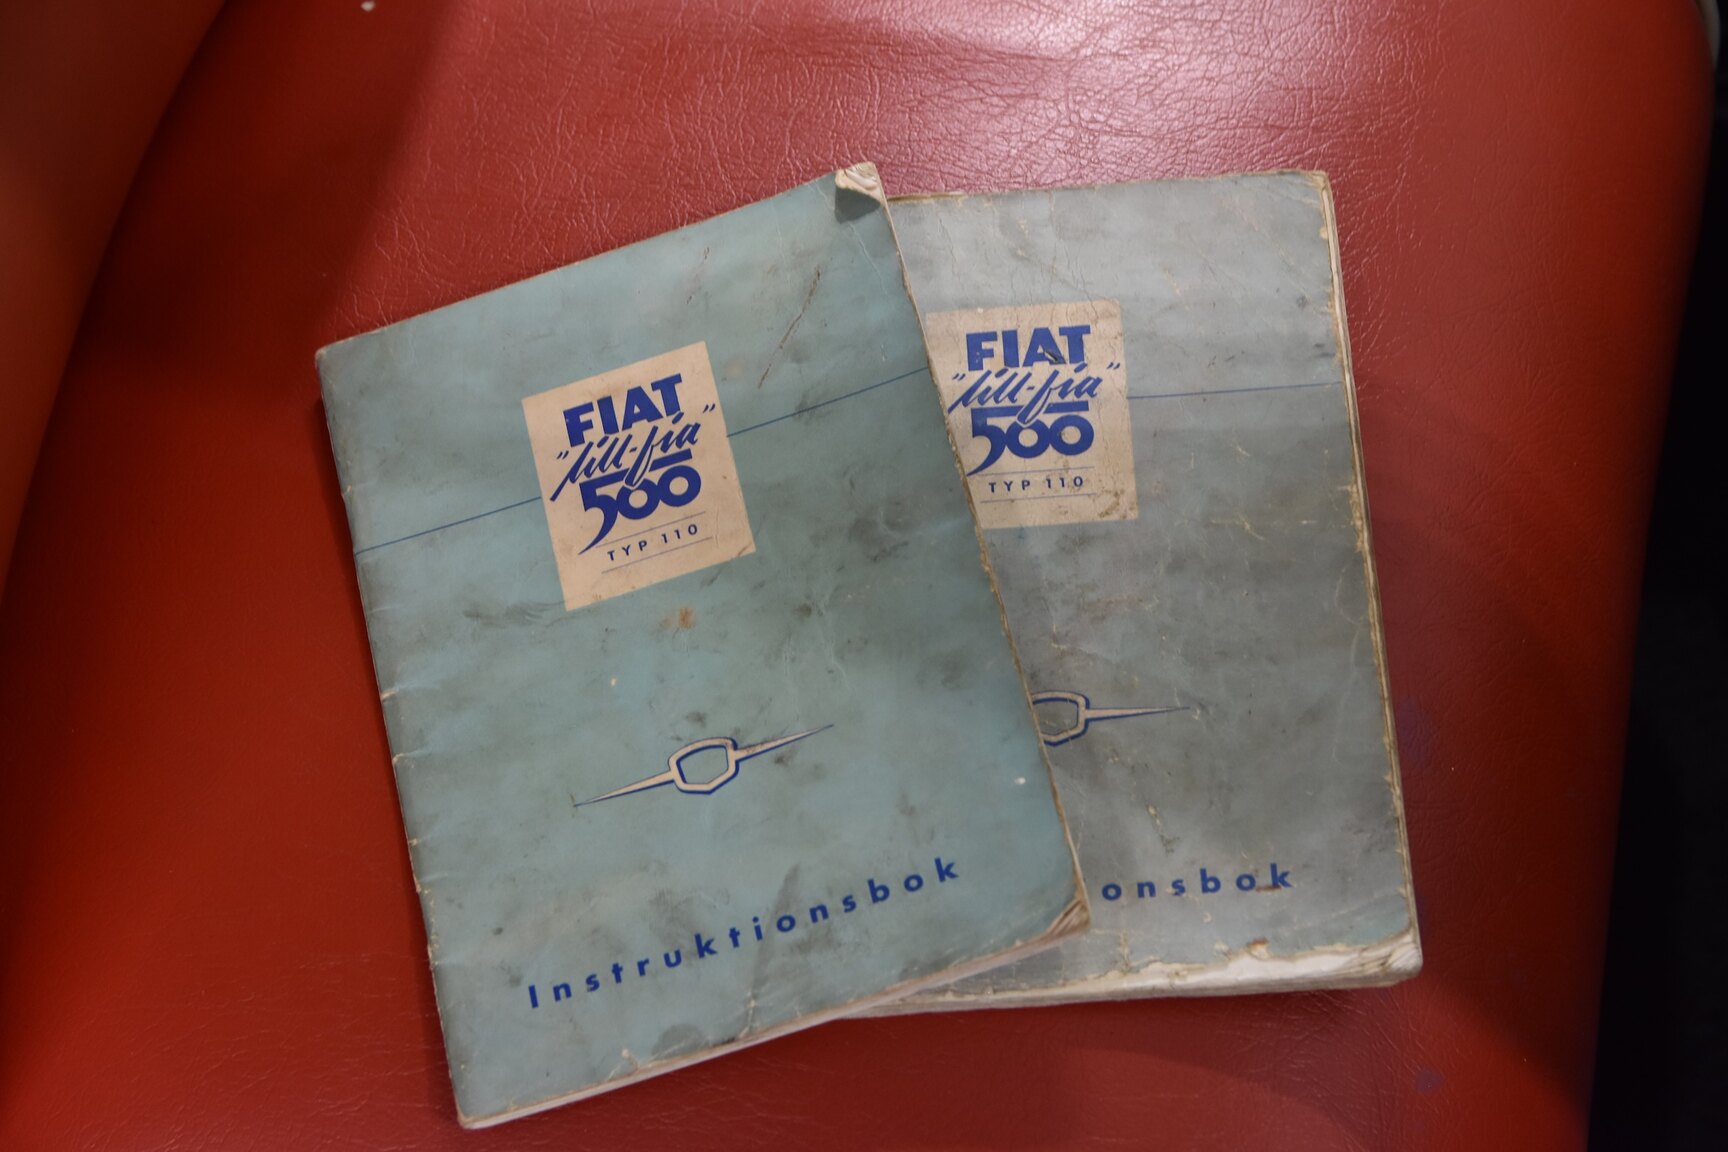 FIAT
"lill-fia"
500
TYP 110
Instruktionsbok
FIAT
"lill-fia"
500
TYP 110
onsbok